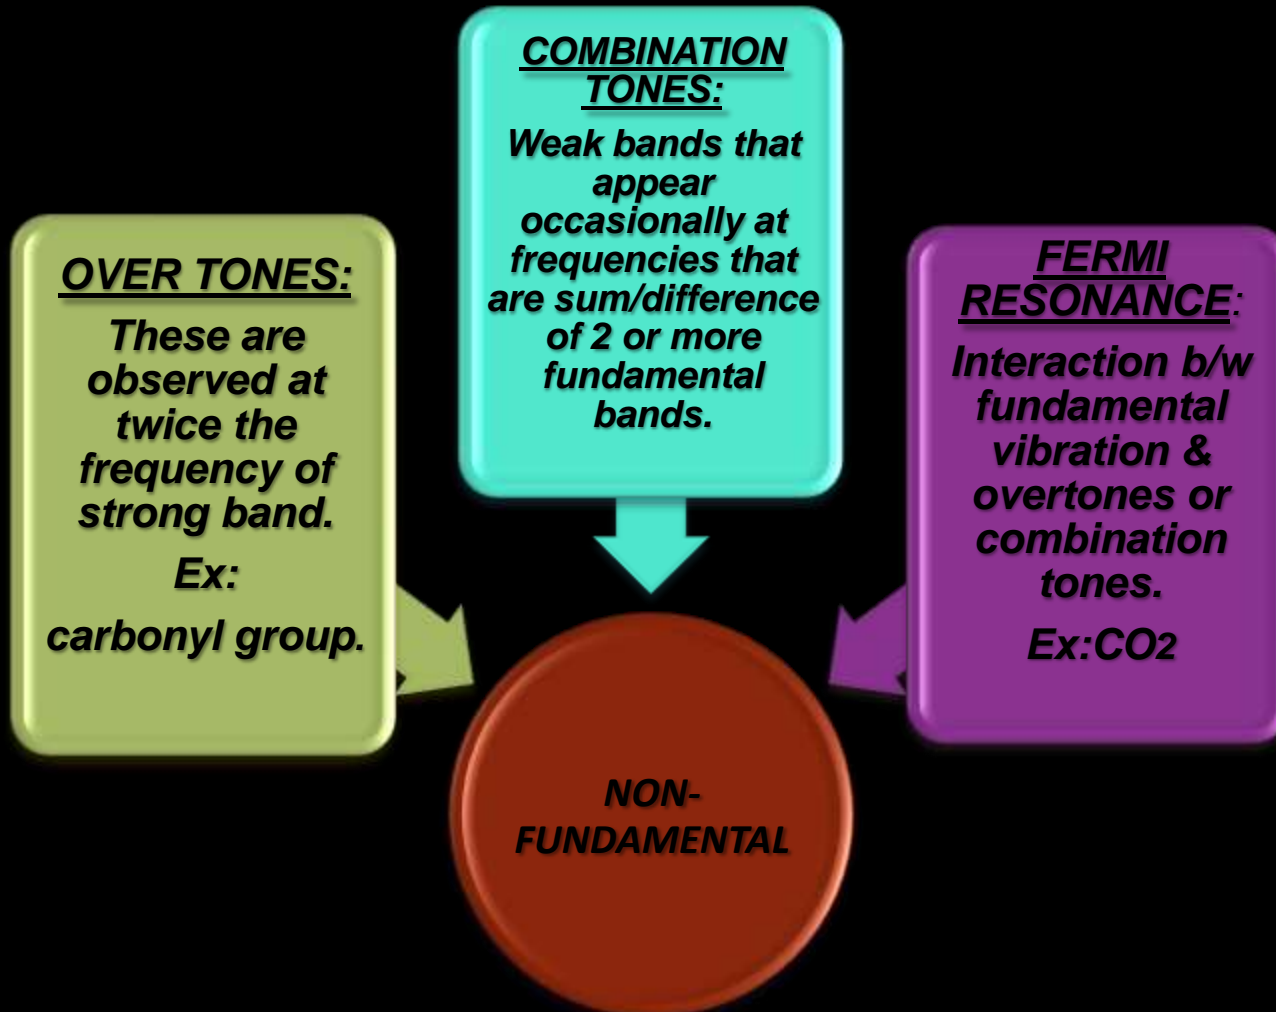 COMBINATION
TONES:
Weak bands that
appear
occasionally at
frequencies that
are sum/difference
of 2 or more
fundamental
bands.
OVER TONES:
These are
observed at
twice the
frequency of
strong band.
Ex:
carbonyl group.
FERMI
RESONANCE:
Interaction b/w
fundamental
vibration &
overtones or
combination
tones.
Ex:CO2
NON-
FUNDAMENTAL